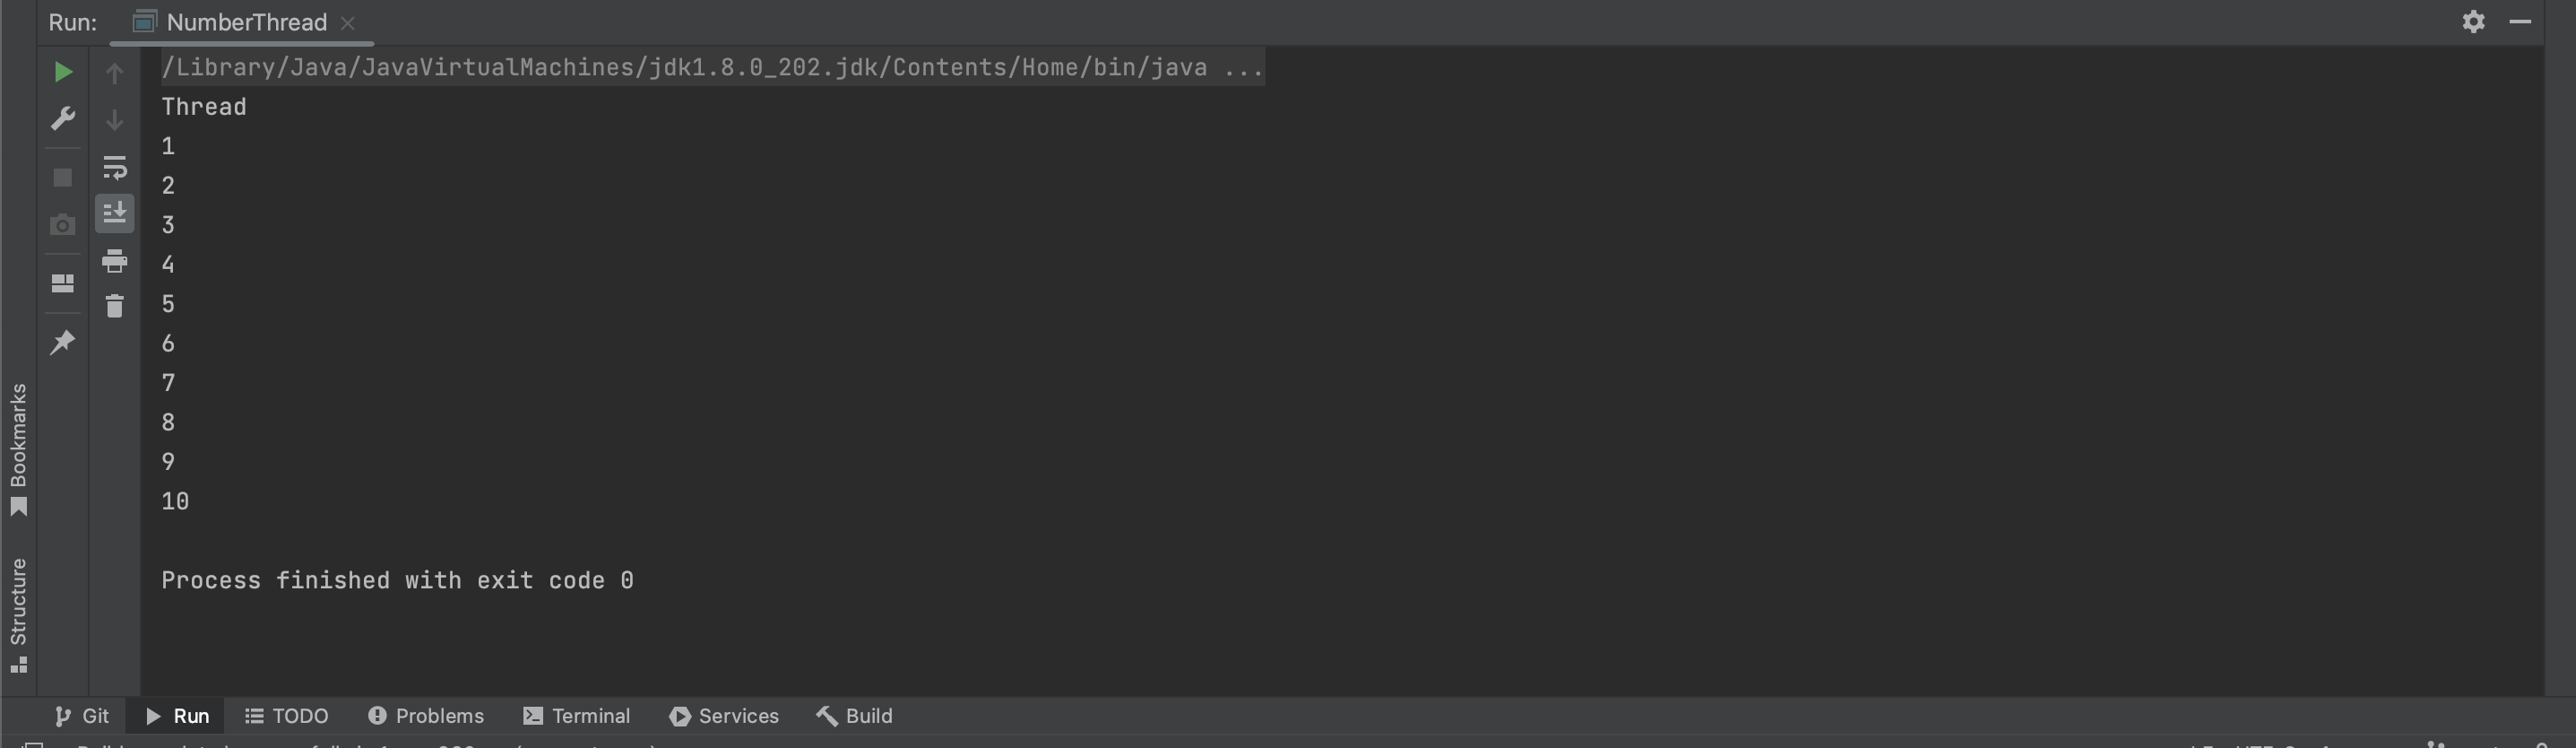 Run: NumberThread
/Library/Java/JavaVirtualMachines/jdk1.8.0_202.jdk/Contents/Home/bin/java ...
Thread
1
2
3
4
5
6
7
8
9
10
Process finished with exit code 0
Bookmarks
Structure
Git Run TODO Problems Terminal Services Build